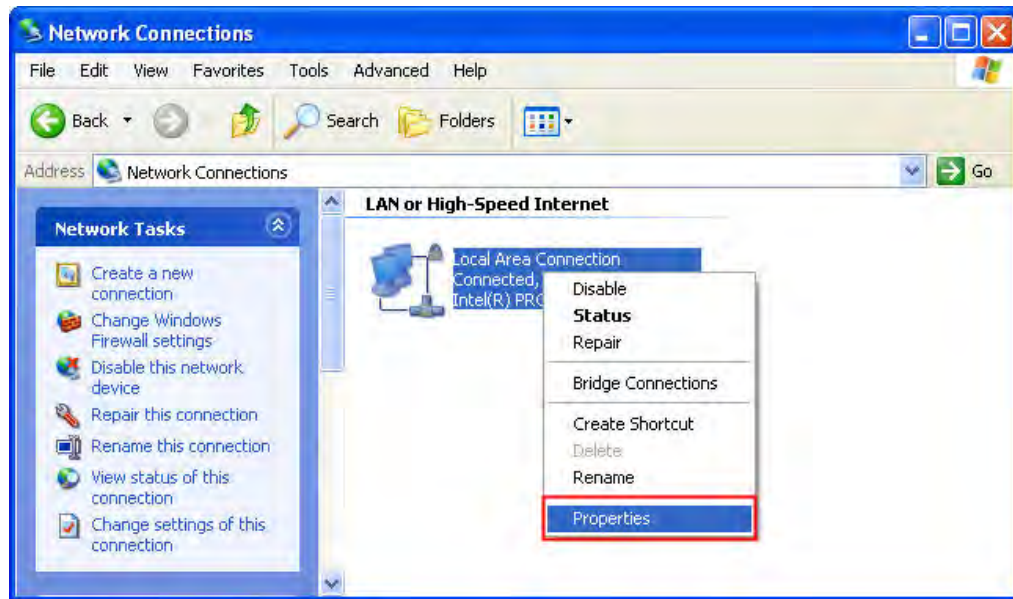 Network Connections
File Edit View Favorites Tools Advanced Help
Back Search Folders
Address Network Connections Go
Network Tasks
Create a new
connection
Change Windows
Firewall settings
Disable this network
device
Repair this connection
Rename this connection
View status of this
connection
Change settings of this
connection
LAN or High-Speed Internet
Local Area Connection
Connected,
Intel(R)
Disable
Status
Repair
Bridge Connections
Create Shortcut
Delete
Rename
Properties